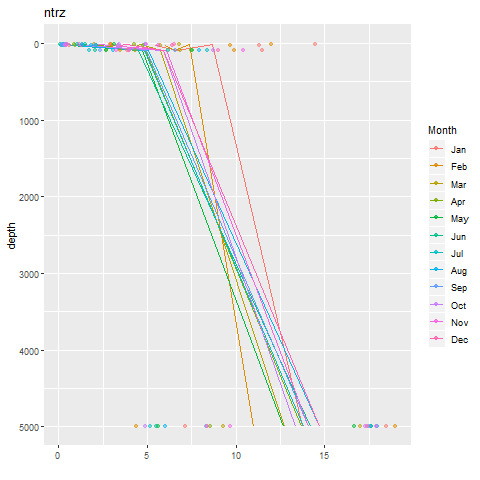 ntrz
depth
0
1000
2000
3000
4000
5000
0
5
10
15
Month
Jan
Feb
Mar
Apr
May
Jun
Jul
Aug
Sep
Oct
Nov
Dec